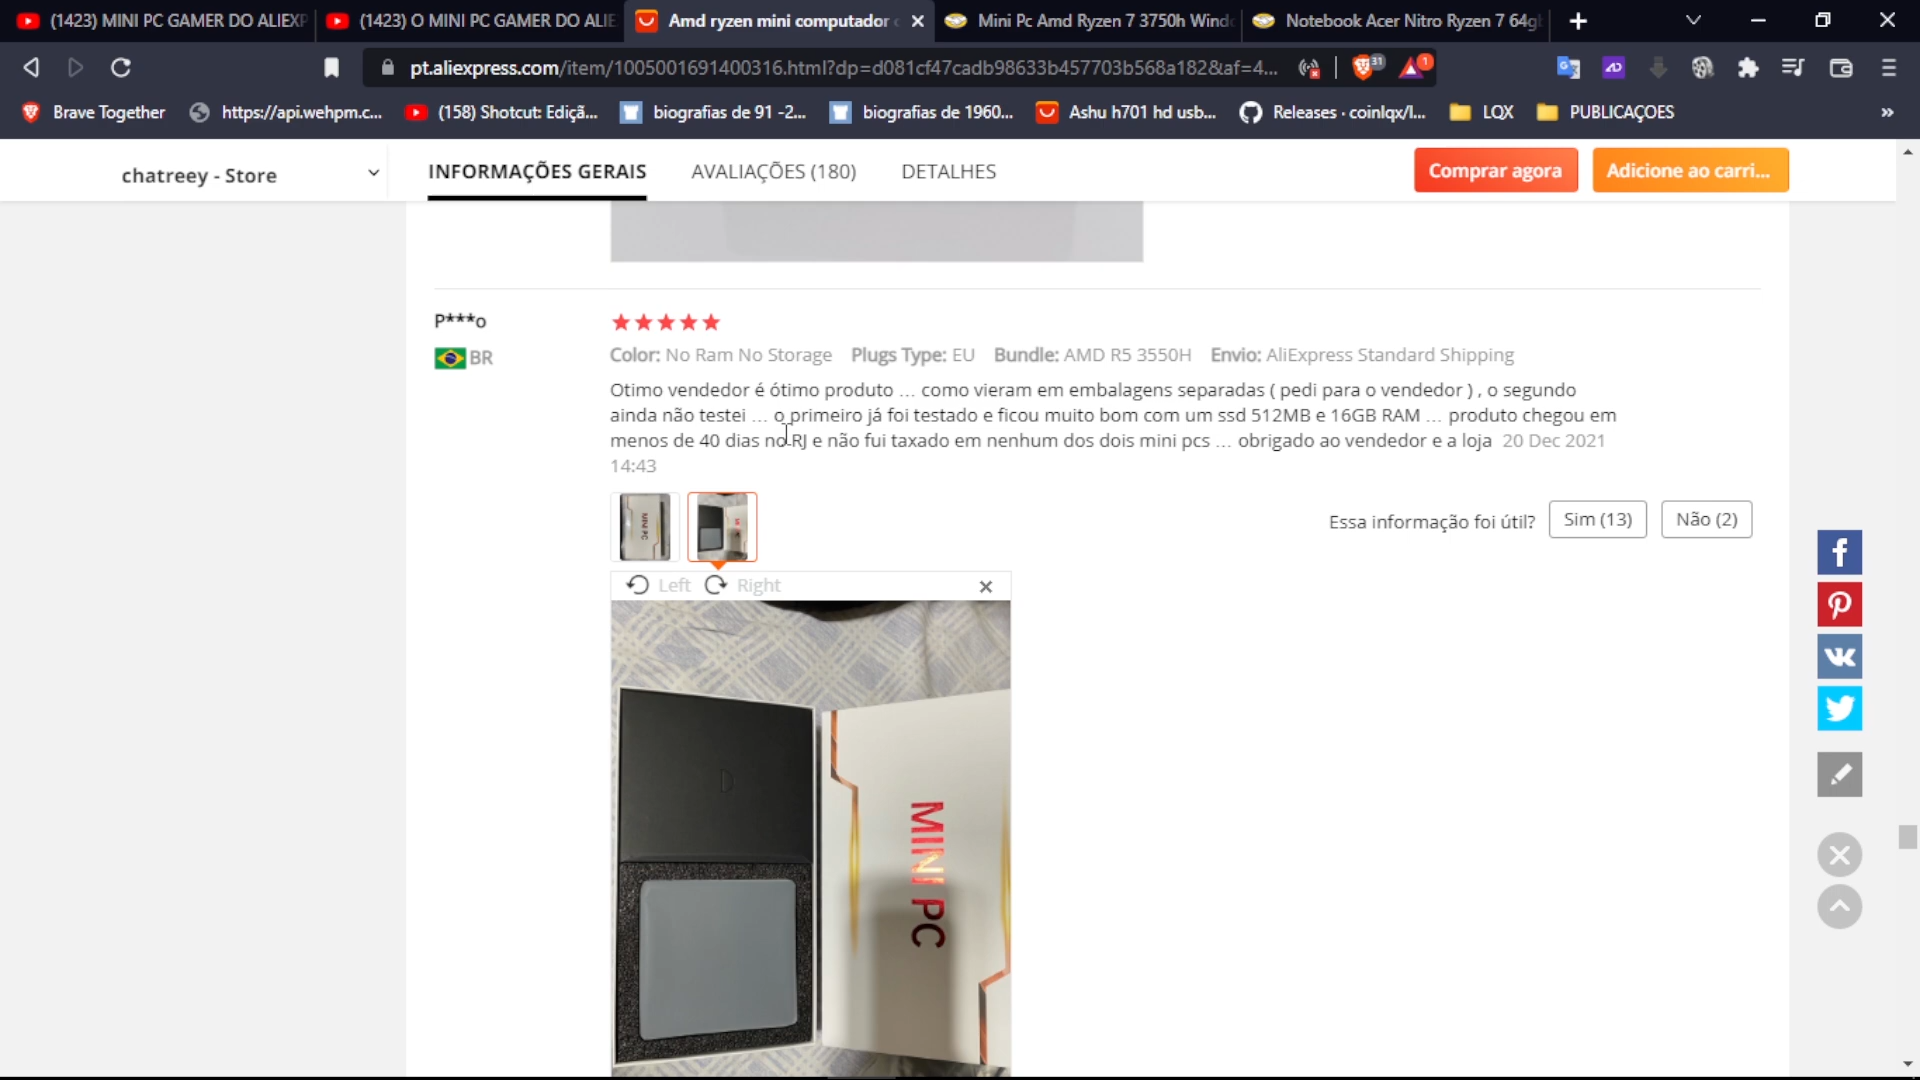 (1423) MINI PC GAMER DO ALIEXP
(1423) O MINI PC GAMER DO ALIE
Amd ryzen mini computador
Mini Pc Amd Ryzen 7 3750h Wind
Notebook Acer Nitro Ryzen 7 64g
pt.aliexpress.com/item/1005001691400316.html?dp=d081cf47cadb98633b457703b568a182&af=4...
31
1
Brave Together
https://api.wehpm.c...
(158) Shotcut: Ediçã...
biografias de 91 -2...
biografias de 1960...
Ashu h701 hd usb...
Releases · coinlqx/l...
LQX
PUBLICAÇOES
chatreey - Store
INFORMAÇÕES GERAIS
AVALIAÇÕES (180)
DETALHES
Comprar agora
Adicione ao carri...
P***o
BR
Color: No Ram No Storage Plugs Type: EU Bundle: AMD R5 3550H Envio: AliExpress Standard Shipping
Otimo vendedor é ótimo produto ... como vieram em embalagens separadas ( pedi para o vendedor ) , o segundo
ainda não testei ... o primeiro já foi testado e ficou muito bom com um ssd 512MB e 16GB RAM ... produto chegou em
menos de 40 dias no RJ e não fui taxado em nenhum dos dois mini pcs ... obrigado ao vendedor e a loja 20 Dec 2021
14:43
MINI PC
Essa informação foi útil?
Sim (13)
Não (2)
Left
Right
MINI PC